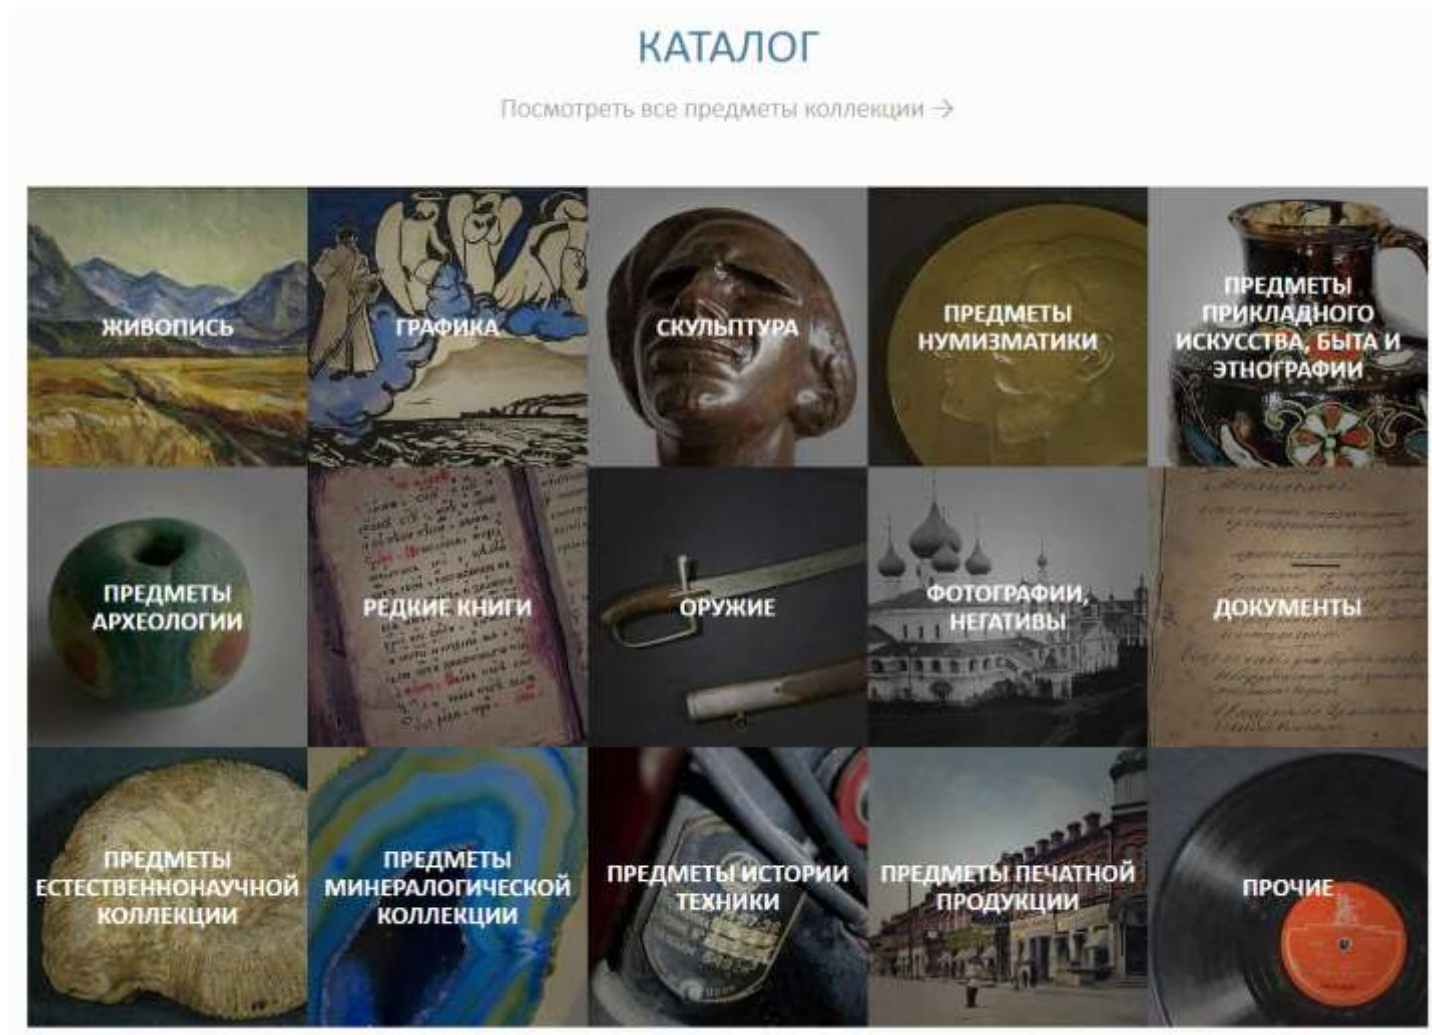 КАТАЛОГ
Посмотреть все предметы коллекции →
ЖИВОПИСЬ
ГРАФИКА
СКУЛЬПТУРА
ПРЕДМЕТЫ
НУМИЗМАТИКИ
ПРЕДМЕТЫ
ПРИКЛАДНОГО
ИСКУССТВА, БЫТА И
ЭТНОГРАФИИ
ПРЕДМЕТЫ
АРХЕОЛОГИИ
РЕДКИЕ КНИГИ
ОРУЖИЕ
ФОТОГРАФИИ,
НЕГАТИВЫ
ДОКУМЕНТЫ
ПРЕДМЕТЫ
ЕСТЕСТВЕННОНАУЧНОЙ
КОЛЛЕКЦИИ
ПРЕДМЕТЫ
МИНЕРАЛОГИЧЕСКОЙ
КОЛЛЕКЦИИ
ПРЕДМЕТЫ ИСТОРИИ
ТЕХНИКИ
ПРЕДМЕТЫ ПЕЧАТНОЙ
ПРОДУКЦИИ
ПРОЧИЕ